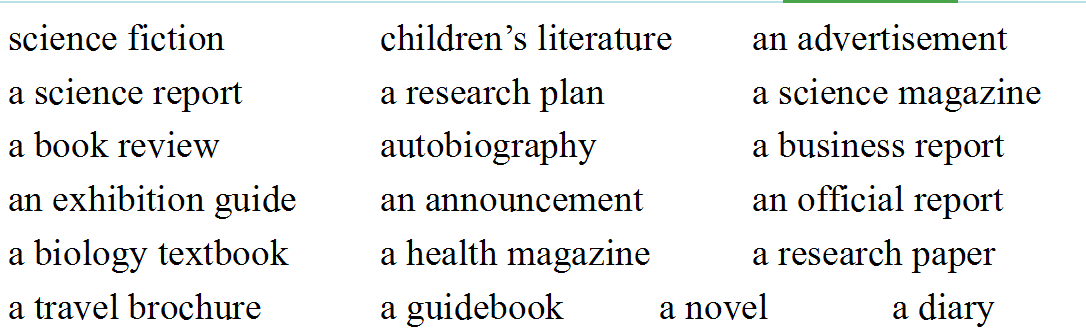 science fiction children’s literature an advertisement
a science report a research plan a science magazine
a book review autobiography a business report
an exhibition guide an announcement an official report
a biology textbook a health magazine a research paper
a travel brochure a guidebook a novel a diary